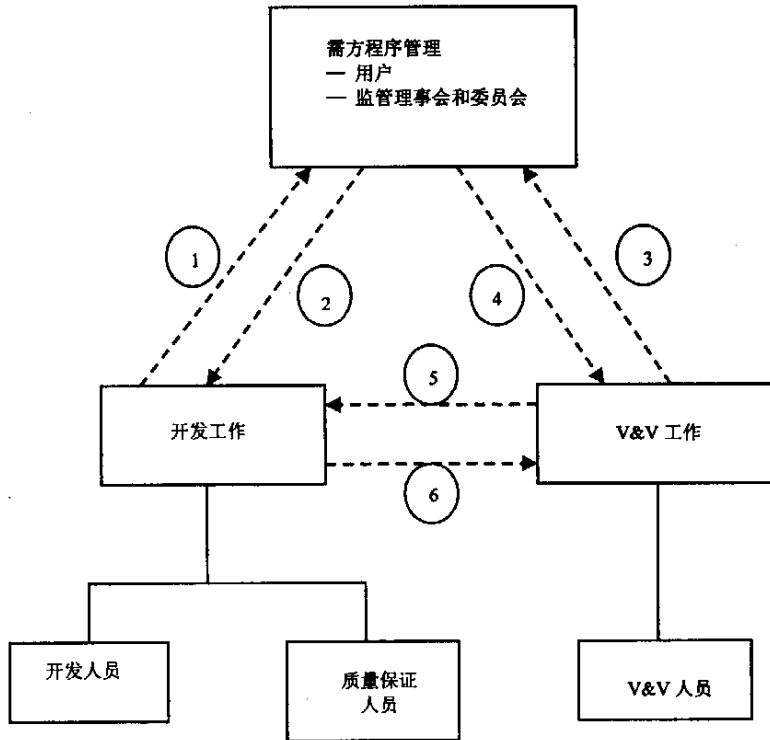 需方程序管理
— 用户
— 监管理事会和委员会
1
3
2
4
5
开发工作
V&V 工作
6
开发人员
质量保证
人员
V&V 人员